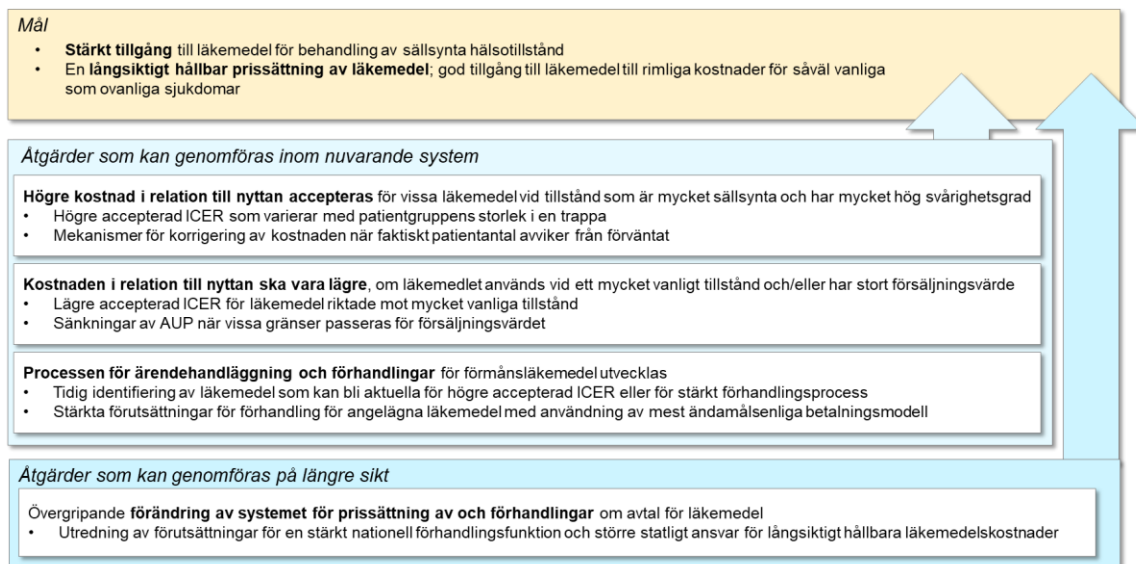 Mål
• Stärkt tillgång till läkemedel för behandling av sällsynta hälsotillstånd
• En långsiktigt hållbar prissättning av läkemedel; god tillgång till läkemedel till rimliga kostnader för såväl vanliga
som ovanliga sjukdomar
Åtgärder som kan genomföras inom nuvarande system
Högre kostnad i relation till nyttan accepteras för vissa läkemedel vid tillstånd som är mycket sällsynta och har mycket hög svårighetsgrad
• Högre accepterad ICER som varierar med patientgruppens storlek i en trappa
• Mekanismer för korrigering av kostnaden när faktiskt patientantal avviker från förväntat
Kostnaden i relation till nyttan ska vara lägre, om läkemedlet används vid ett mycket vanligt tillstånd och/eller har stort försäljningsvärde
• Lägre accepterad ICER för läkemedel riktade mot mycket vanliga tillstånd
• Sänkningar av AUP när vissa gränser passeras för försäljningsvärdet
Processen för ärendehandläggning och förhandlingar för förmånsläkemedel utvecklas
• Tidig identifiering av läkemedel som kan bli aktuella för högre accepterad ICER eller för stärkt förhandlingsprocess
• Stärkta förutsättningar för förhandling för angelägna läkemedel med användning av mest ändamålsenliga betalningsmodell
Åtgärder som kan genomföras på längre sikt
Övergripande förändring av systemet för prissättning av och förhandlingar om avtal för läkemedel
• Utredning av förutsättningar för en stärkt nationell förhandlingsfunktion och större statligt ansvar för långsiktigt hållbara läkemedelskostnader